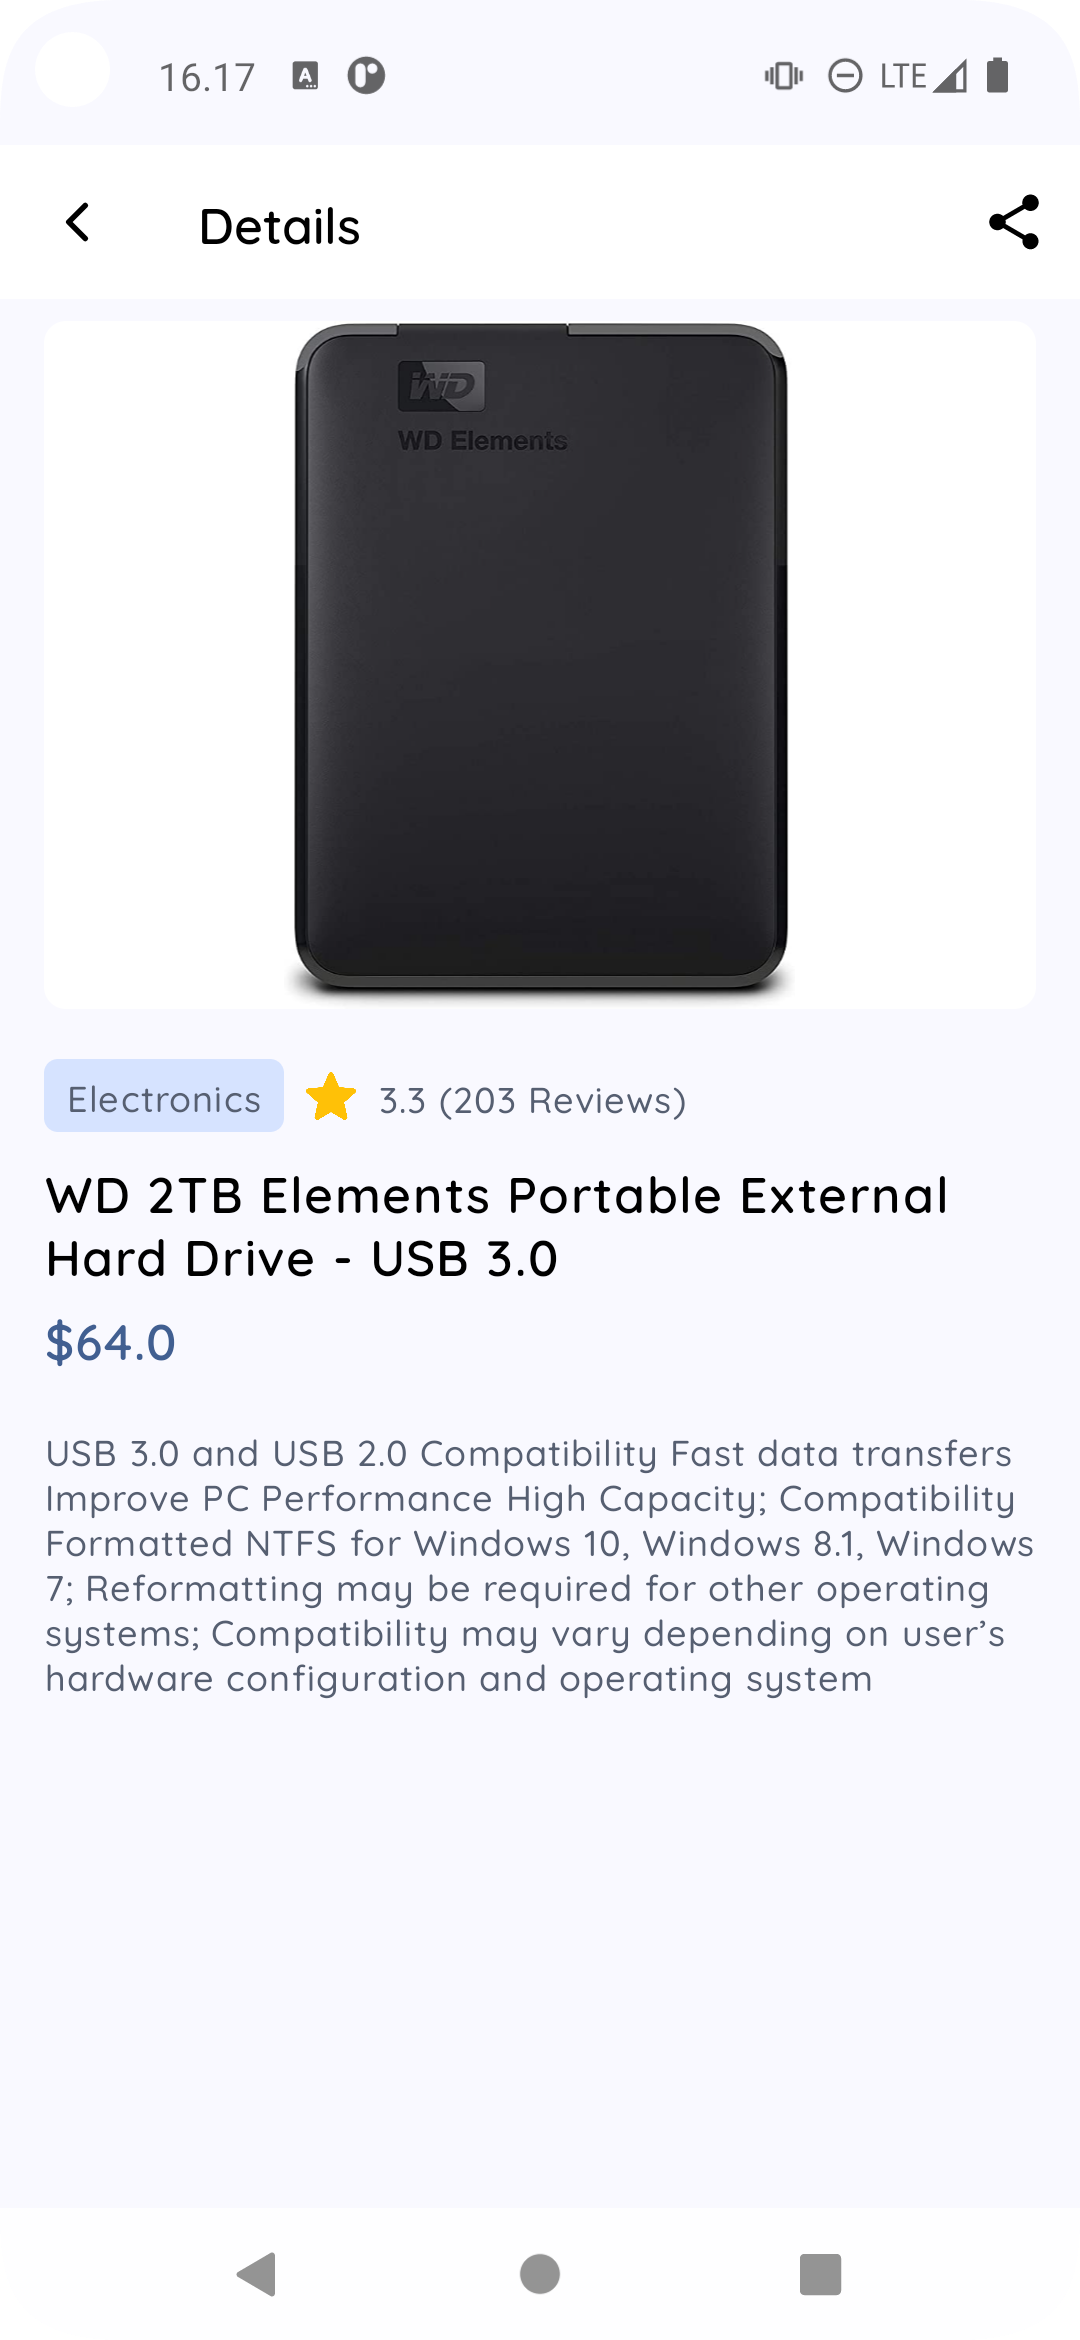 16.17
A
LTE
Details
WD
WD Elements
Electronics
3.3 (203 Reviews)
WD 2TB Elements Portable External
Hard Drive - USB 3.0
$64.0
USB 3.0 and USB 2.0 Compatibility Fast data transfers
Improve PC Performance High Capacity; Compatibility
Formatted NTFS for Windows 10, Windows 8.1, Windows
7; Reformatting may be required for other operating
systems; Compatibility may vary depending on user’s
hardware configuration and operating system